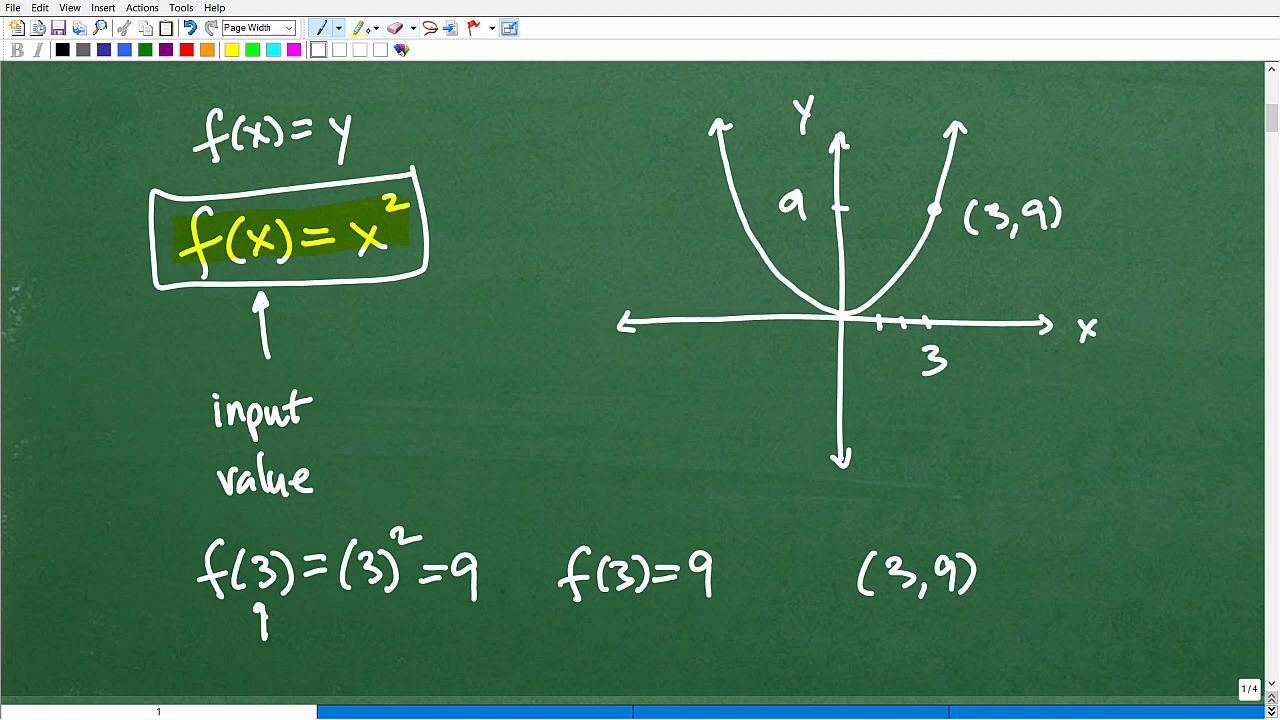 File Edit View Insert Actions Tools Help
Page Width
B I
f(x) = y
f(x) = x²
input
value
f(3) = (3)² = 9
f(3) = 9
(3,9)
y
9
(3,9)
x
3
1/4
1